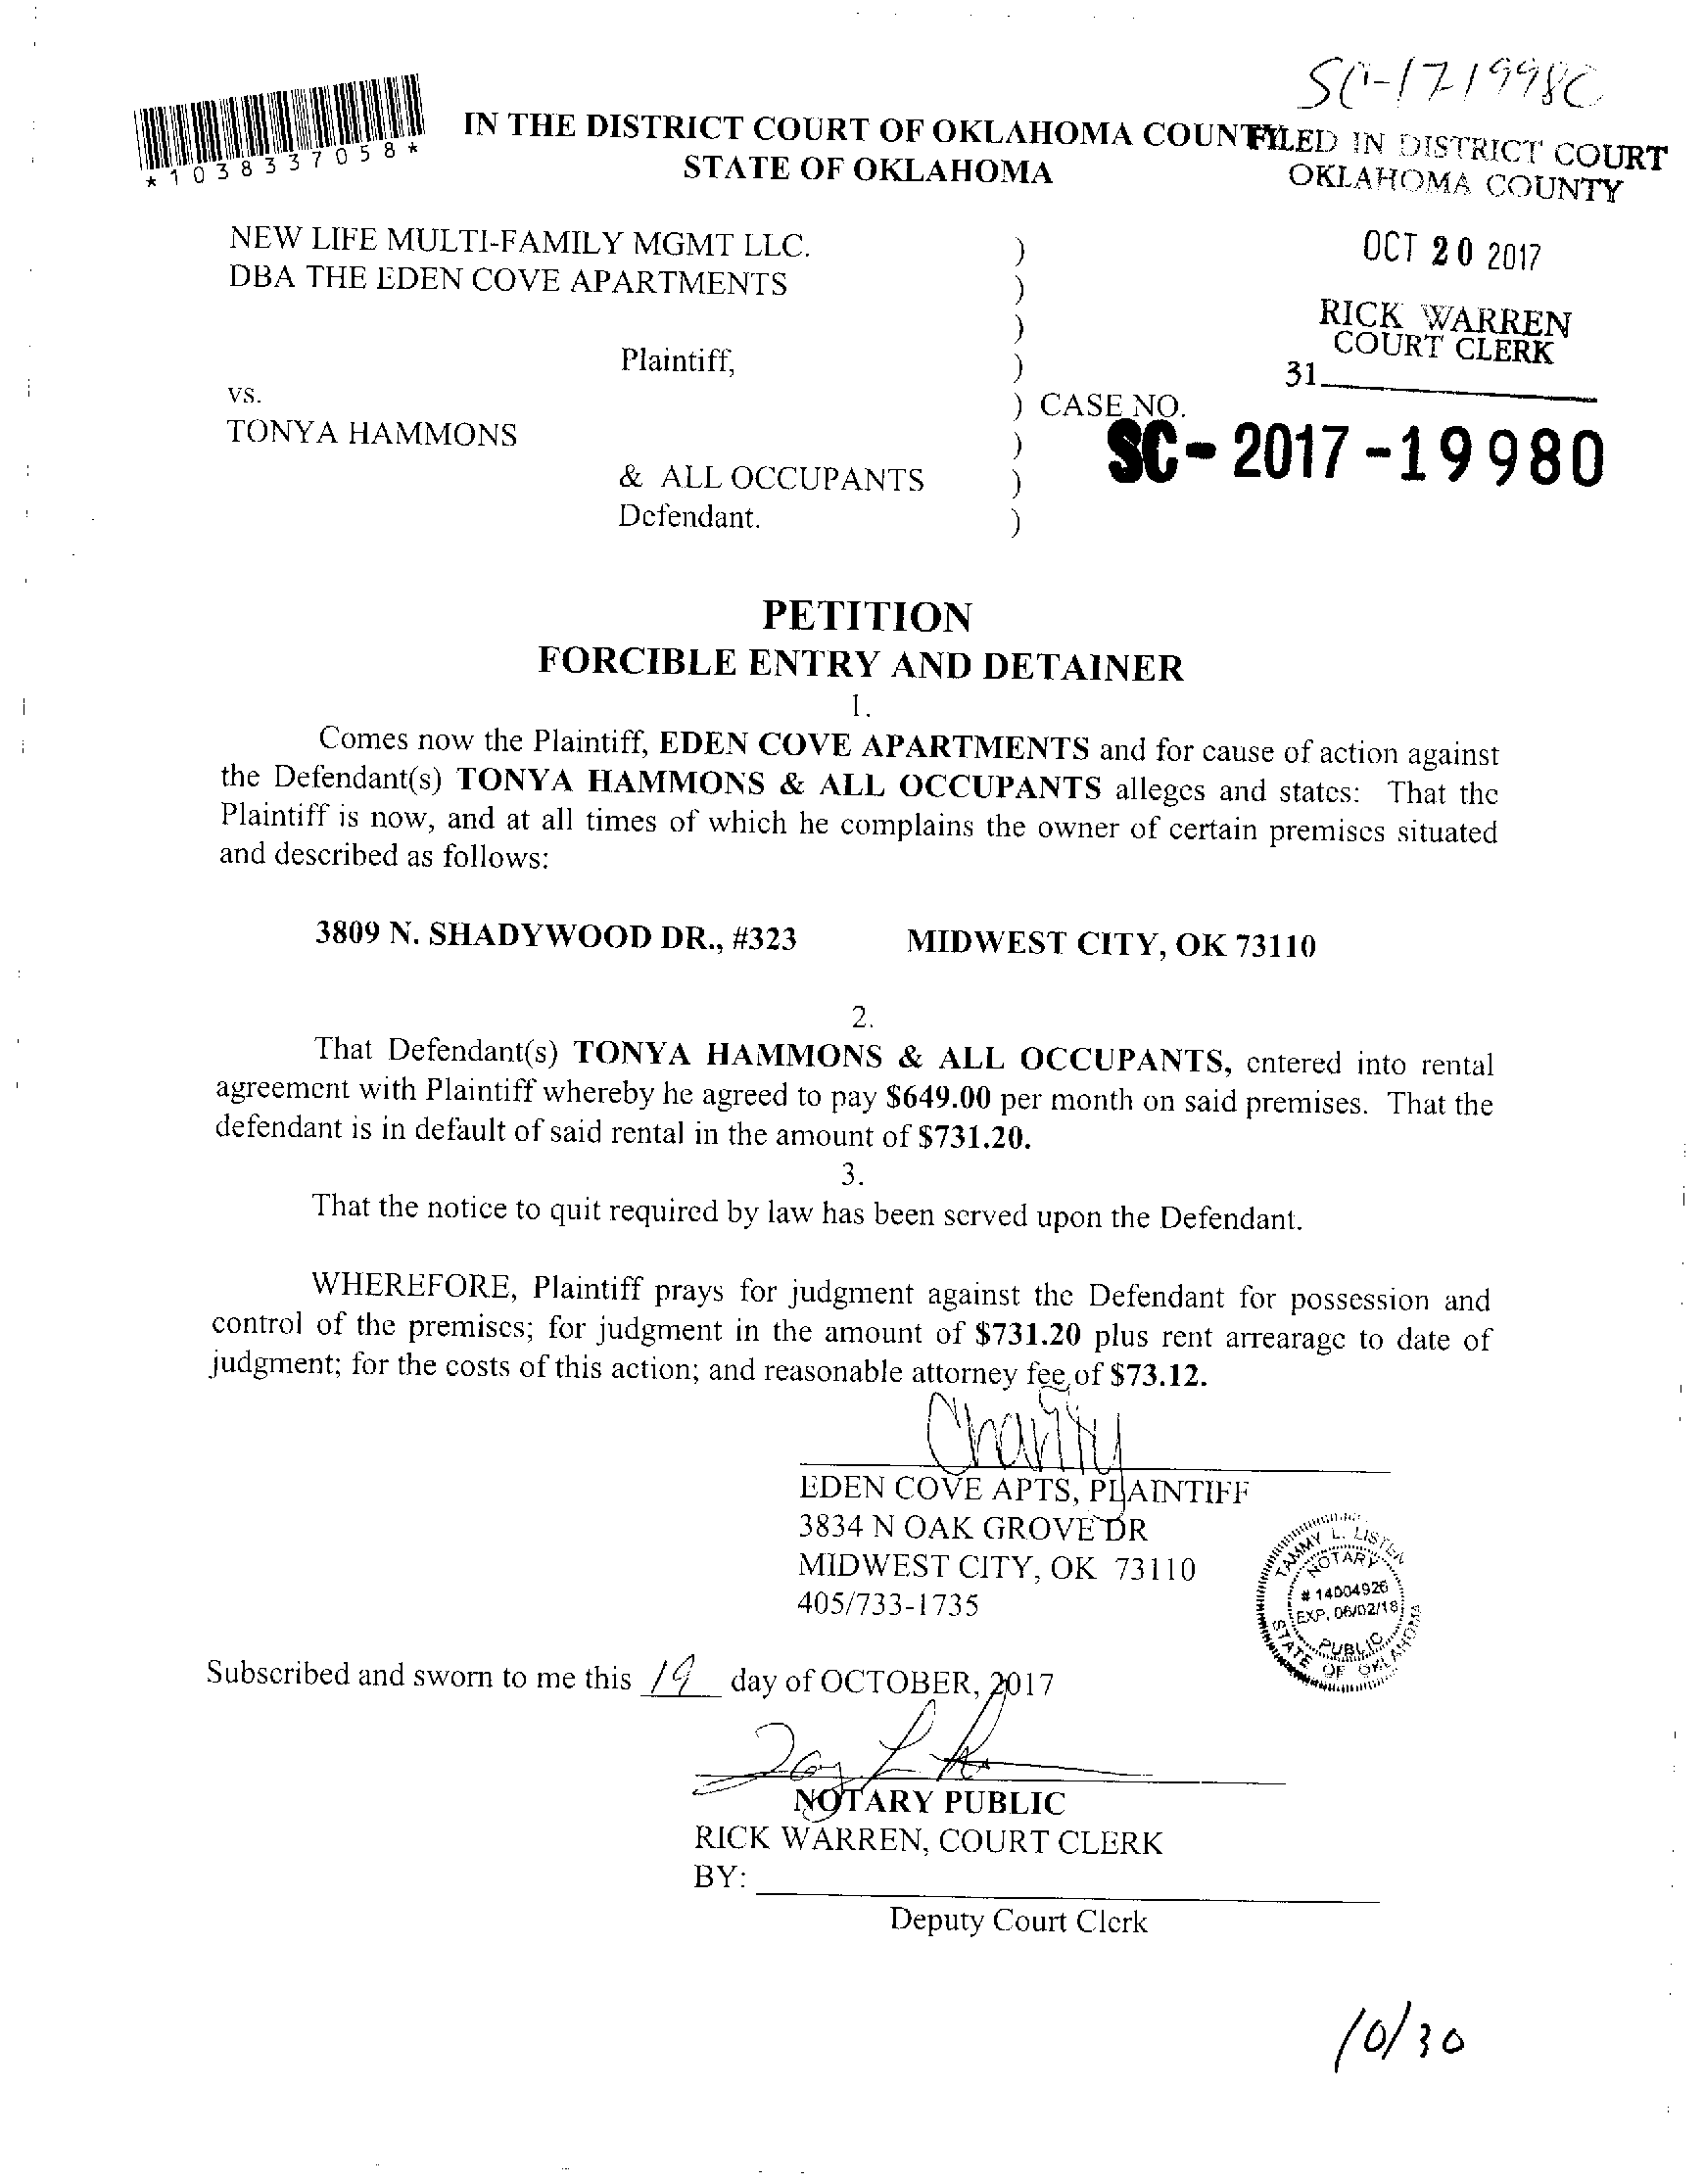 SC-17-19980
*1038337058*
IN THE DISTRICT COURT OF OKLAHOMA COUNTY
STATE OF OKLAHOMA
FILED IN DISTRICT COURT
OKLAHOMA COUNTY
OCT 20 2017
RICK WARREN
COURT CLERK
31
NEW LIFE MULTI-FAMILY MGMT LLC. )
DBA THE EDEN COVE APARTMENTS )
)
Plaintiff, )
vs. ) CASE NO.
TONYA HAMMONS )
SC-2017-19980
& ALL OCCUPANTS )
Defendant. )
PETITION
FORCIBLE ENTRY AND DETAINER
1.
Comes now the Plaintiff, EDEN COVE APARTMENTS and for cause of action against
the Defendant(s) TONYA HAMMONS & ALL OCCUPANTS alleges and states: That the
Plaintiff is now, and at all times of which he complains the owner of certain premises situated
and described as follows:
3809 N. SHADYWOOD DR., #323 MIDWEST CITY, OK 73110
2.
That Defendant(s) TONYA HAMMONS & ALL OCCUPANTS, entered into rental
agreement with Plaintiff whereby he agreed to pay $649.00 per month on said premises. That the
defendant is in default of said rental in the amount of $731.20.
3.
That the notice to quit required by law has been served upon the Defendant.
WHEREFORE, Plaintiff prays for judgment against the Defendant for possession and
control of the premises; for judgment in the amount of $731.20 plus rent arrearage to date of
judgment; for the costs of this action; and reasonable attorney fee of $73.12.
Charity
EDEN COVE APTS, PLAINTIFF
3834 N OAK GROVE DR
MIDWEST CITY, OK 73110
405/733-1735
TAMMY L. LISTEN
NOTARY
# 14004926
EXP. 06/02/18
PUBLIC
STATE OF OKLAHOMA
Subscribed and sworn to me this 19 day of OCTOBER, 2017
NOTARY PUBLIC
RICK WARREN, COURT CLERK
BY:
Deputy Court Clerk
10/30